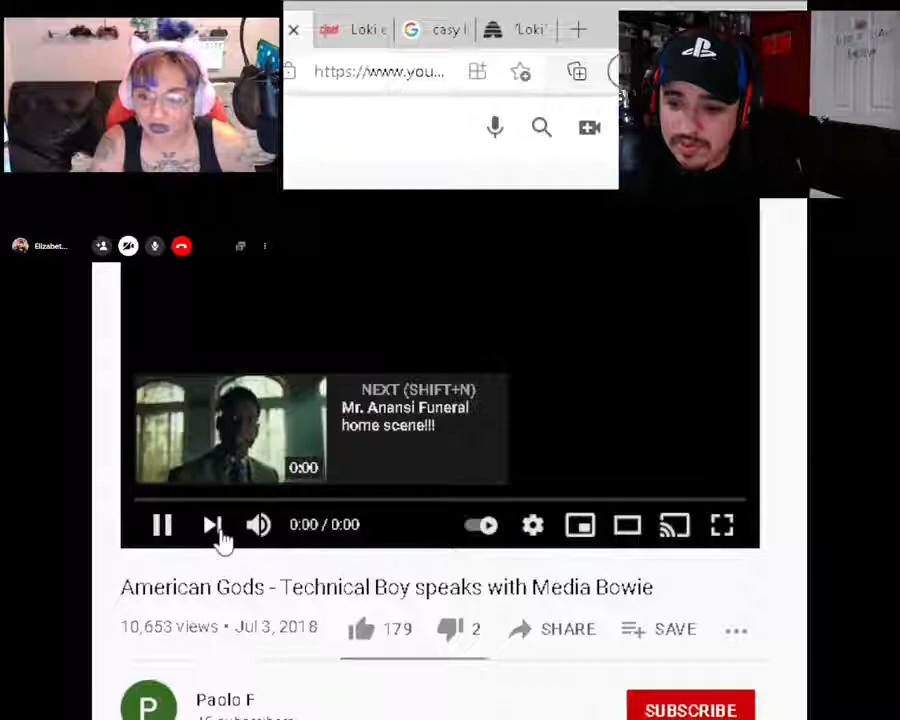 Loki e
casy l
'Loki'
https://www.you...
Elizabet...
NEXT (SHIFT+N)
Mr. Anansi Funeral
home scene!!!
0:00
0:00 / 0:00
American Gods - Technical Boy speaks with Media Bowie
10,653 views • Jul 3, 2018
179
2
SHARE
SAVE
P
Paolo F
SUBSCRIBE